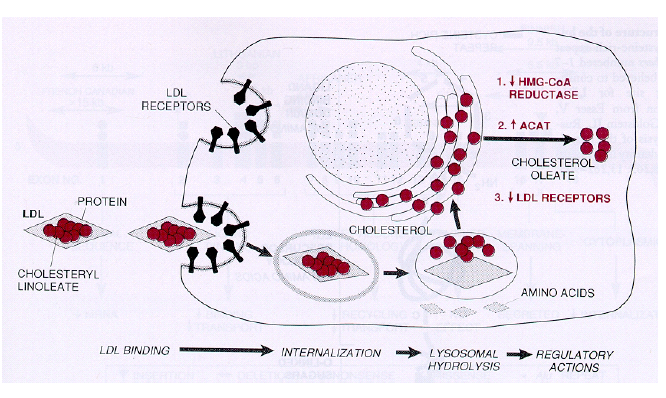 LDL
RECEPTORS
1. ↓ HMG-CoA
REDUCTASE
2. ↑ ACAT
CHOLESTEROL
OLEATE
3. ↓ LDL RECEPTORS
PROTEIN
LDL
CHOLESTERYL
LINOLEATE
CHOLESTEROL
AMINO ACIDS
LDL BINDING
INTERNALIZATION
LYSOSOMAL
HYDROLYSIS
REGULATORY
ACTIONS